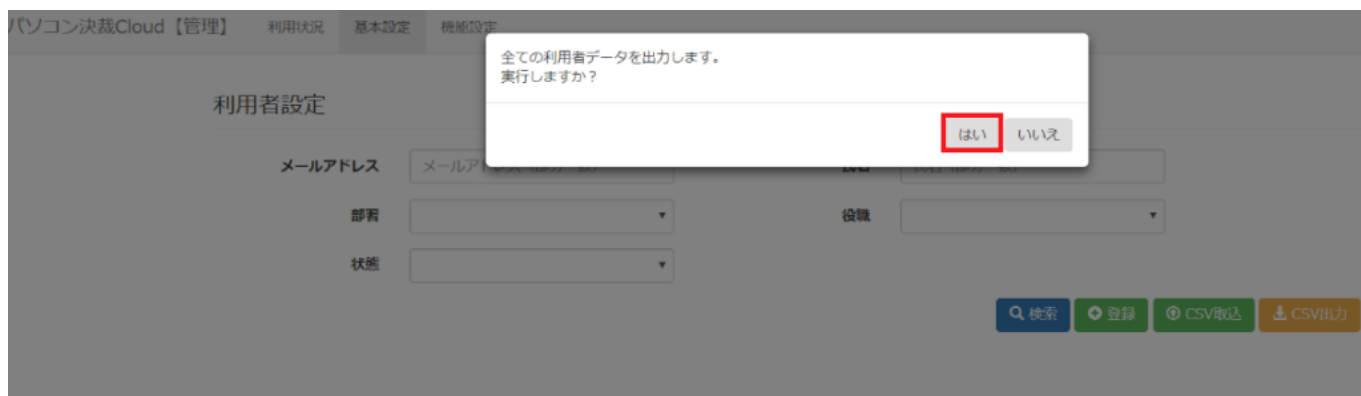 パソコン決裁Cloud【管理】 利用状況 基本設定 機能設定
全ての利用者データを出力します。
実行しますか？
はい いいえ
利用者設定
メールアドレス
部署 役職
状態
検索 登録 CSV取込 CSV出力